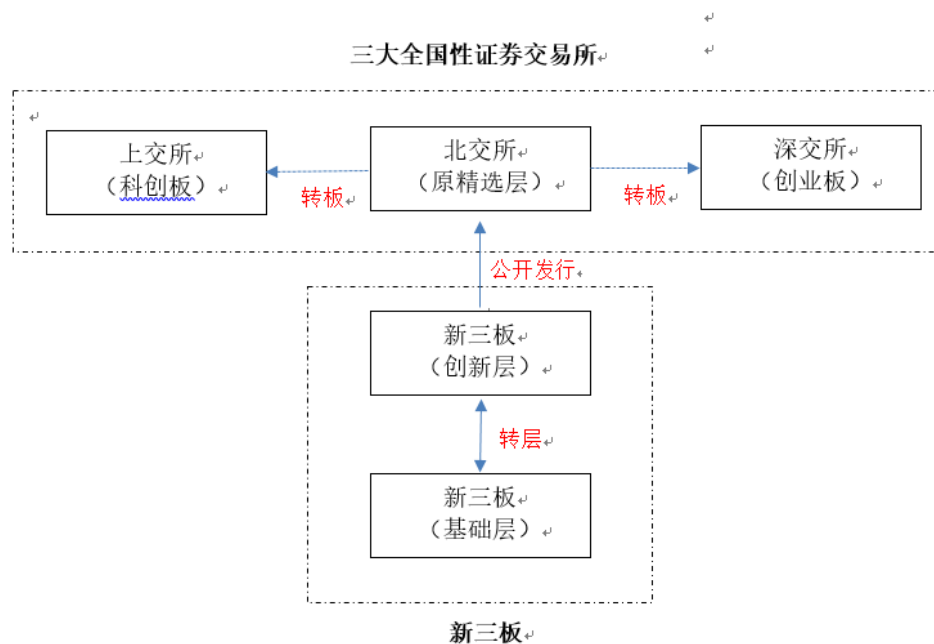 三大全国性证券交易所
上交所
（科创板）
转板
北交所
（原精选层）
转板
深交所
（创业板）
公开发行
新三板
（创新层）
转层
新三板
（基础层）
新三板